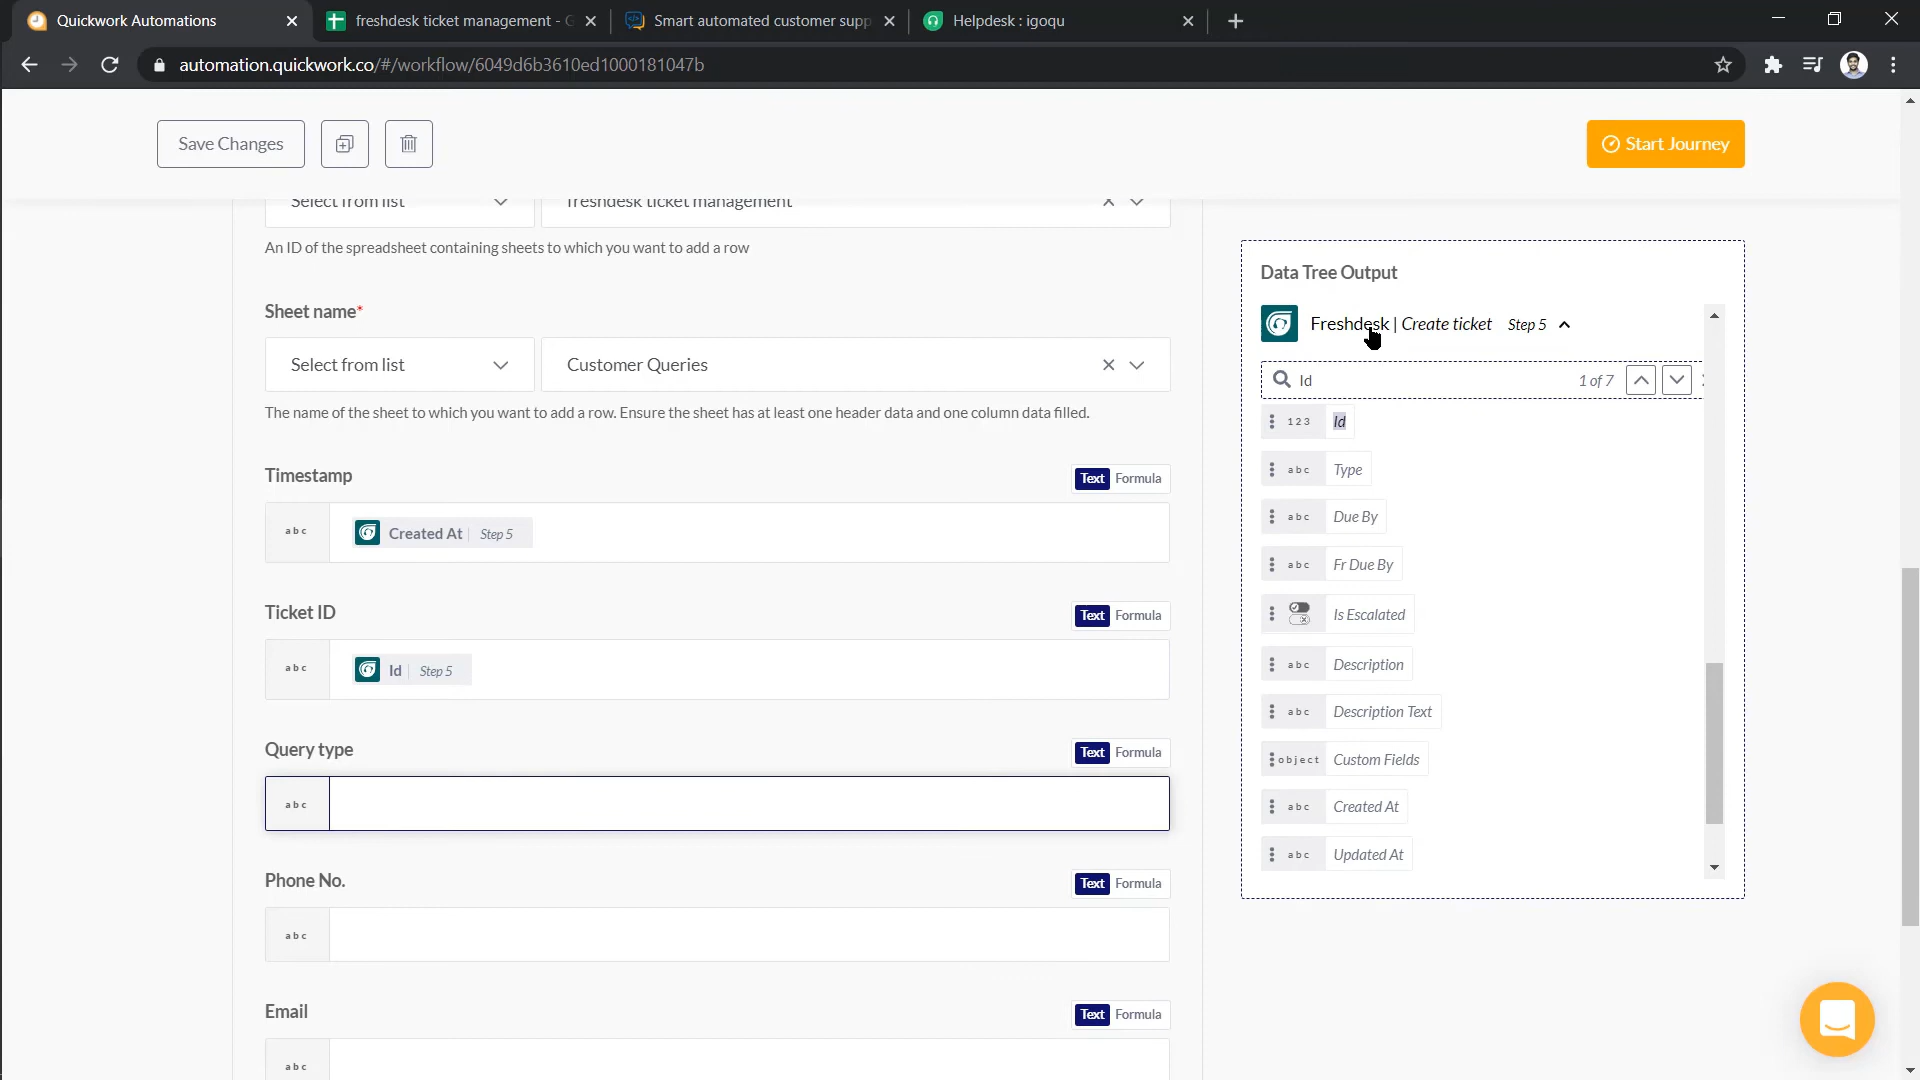 Quickwork Automations
freshdesk ticket management - G
Smart automated customer supp
Helpdesk : igoqu
automation.quickwork.co/#/workflow/6049d6b3610ed1000181047b
Save Changes
Start Journey
Select from list
freshdesk ticket management
An ID of the spreadsheet containing sheets to which you want to add a row
Sheet name*
Select from list
Customer Queries
The name of the sheet to which you want to add a row. Ensure the sheet has at least one header data and one column data filled.
Timestamp
Text Formula
abc
Created At | Step 5
Ticket ID
Text Formula
abc
Id | Step 5
Query type
Text Formula
abc
Phone No.
Text Formula
abc
Email
Text Formula
abc
Data Tree Output
Freshdesk | Create ticket Step 5
Id
1 of 7
123 Id
abc Type
abc Due By
abc Fr Due By
Is Escalated
abc Description
abc Description Text
object Custom Fields
abc Created At
abc Updated At